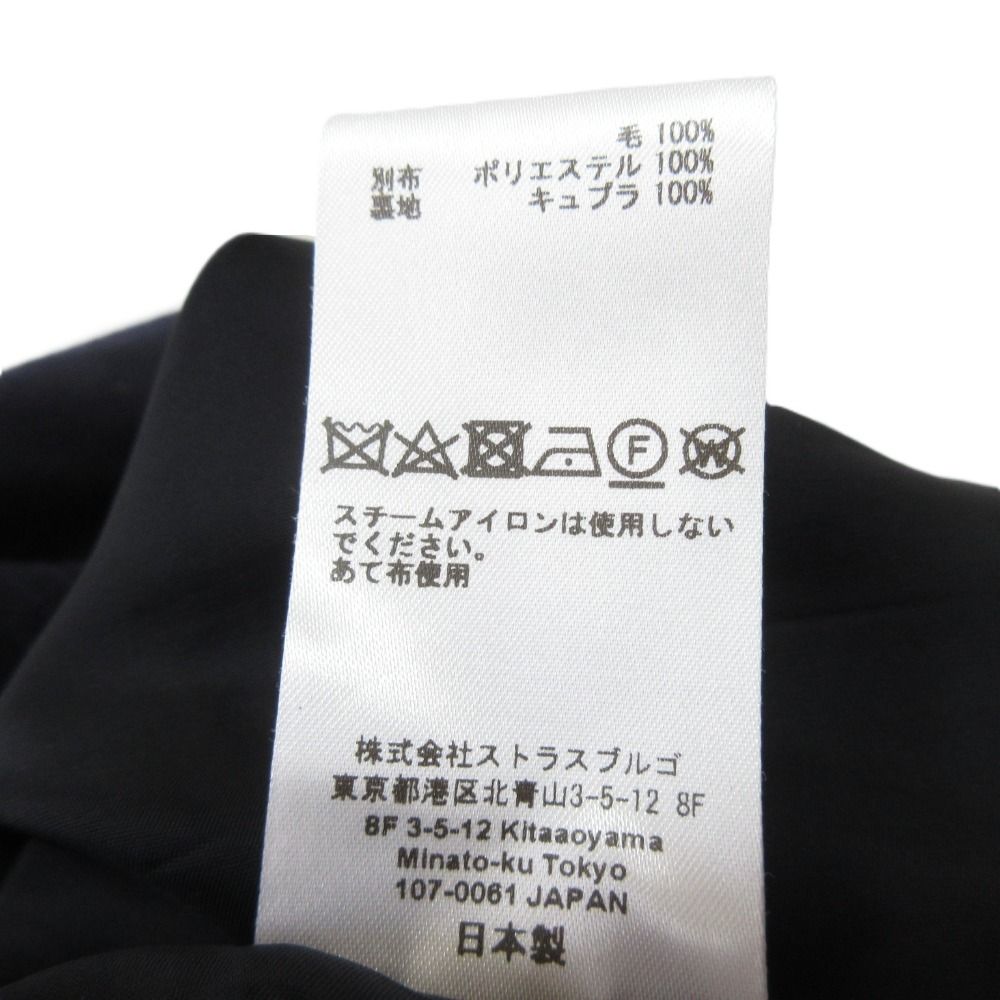 毛 100%
別布 ポリエステル 100%
裏地 キュプラ 100%
F W
スチームアイロンは使用しない
でください。
あて布使用
株式会社ストラスブルゴ
東京都港区北青山3-5-12 8F
8F 3-5-12 Kitaaoyama
Minato-ku Tokyo
107-0061 JAPAN
日本製